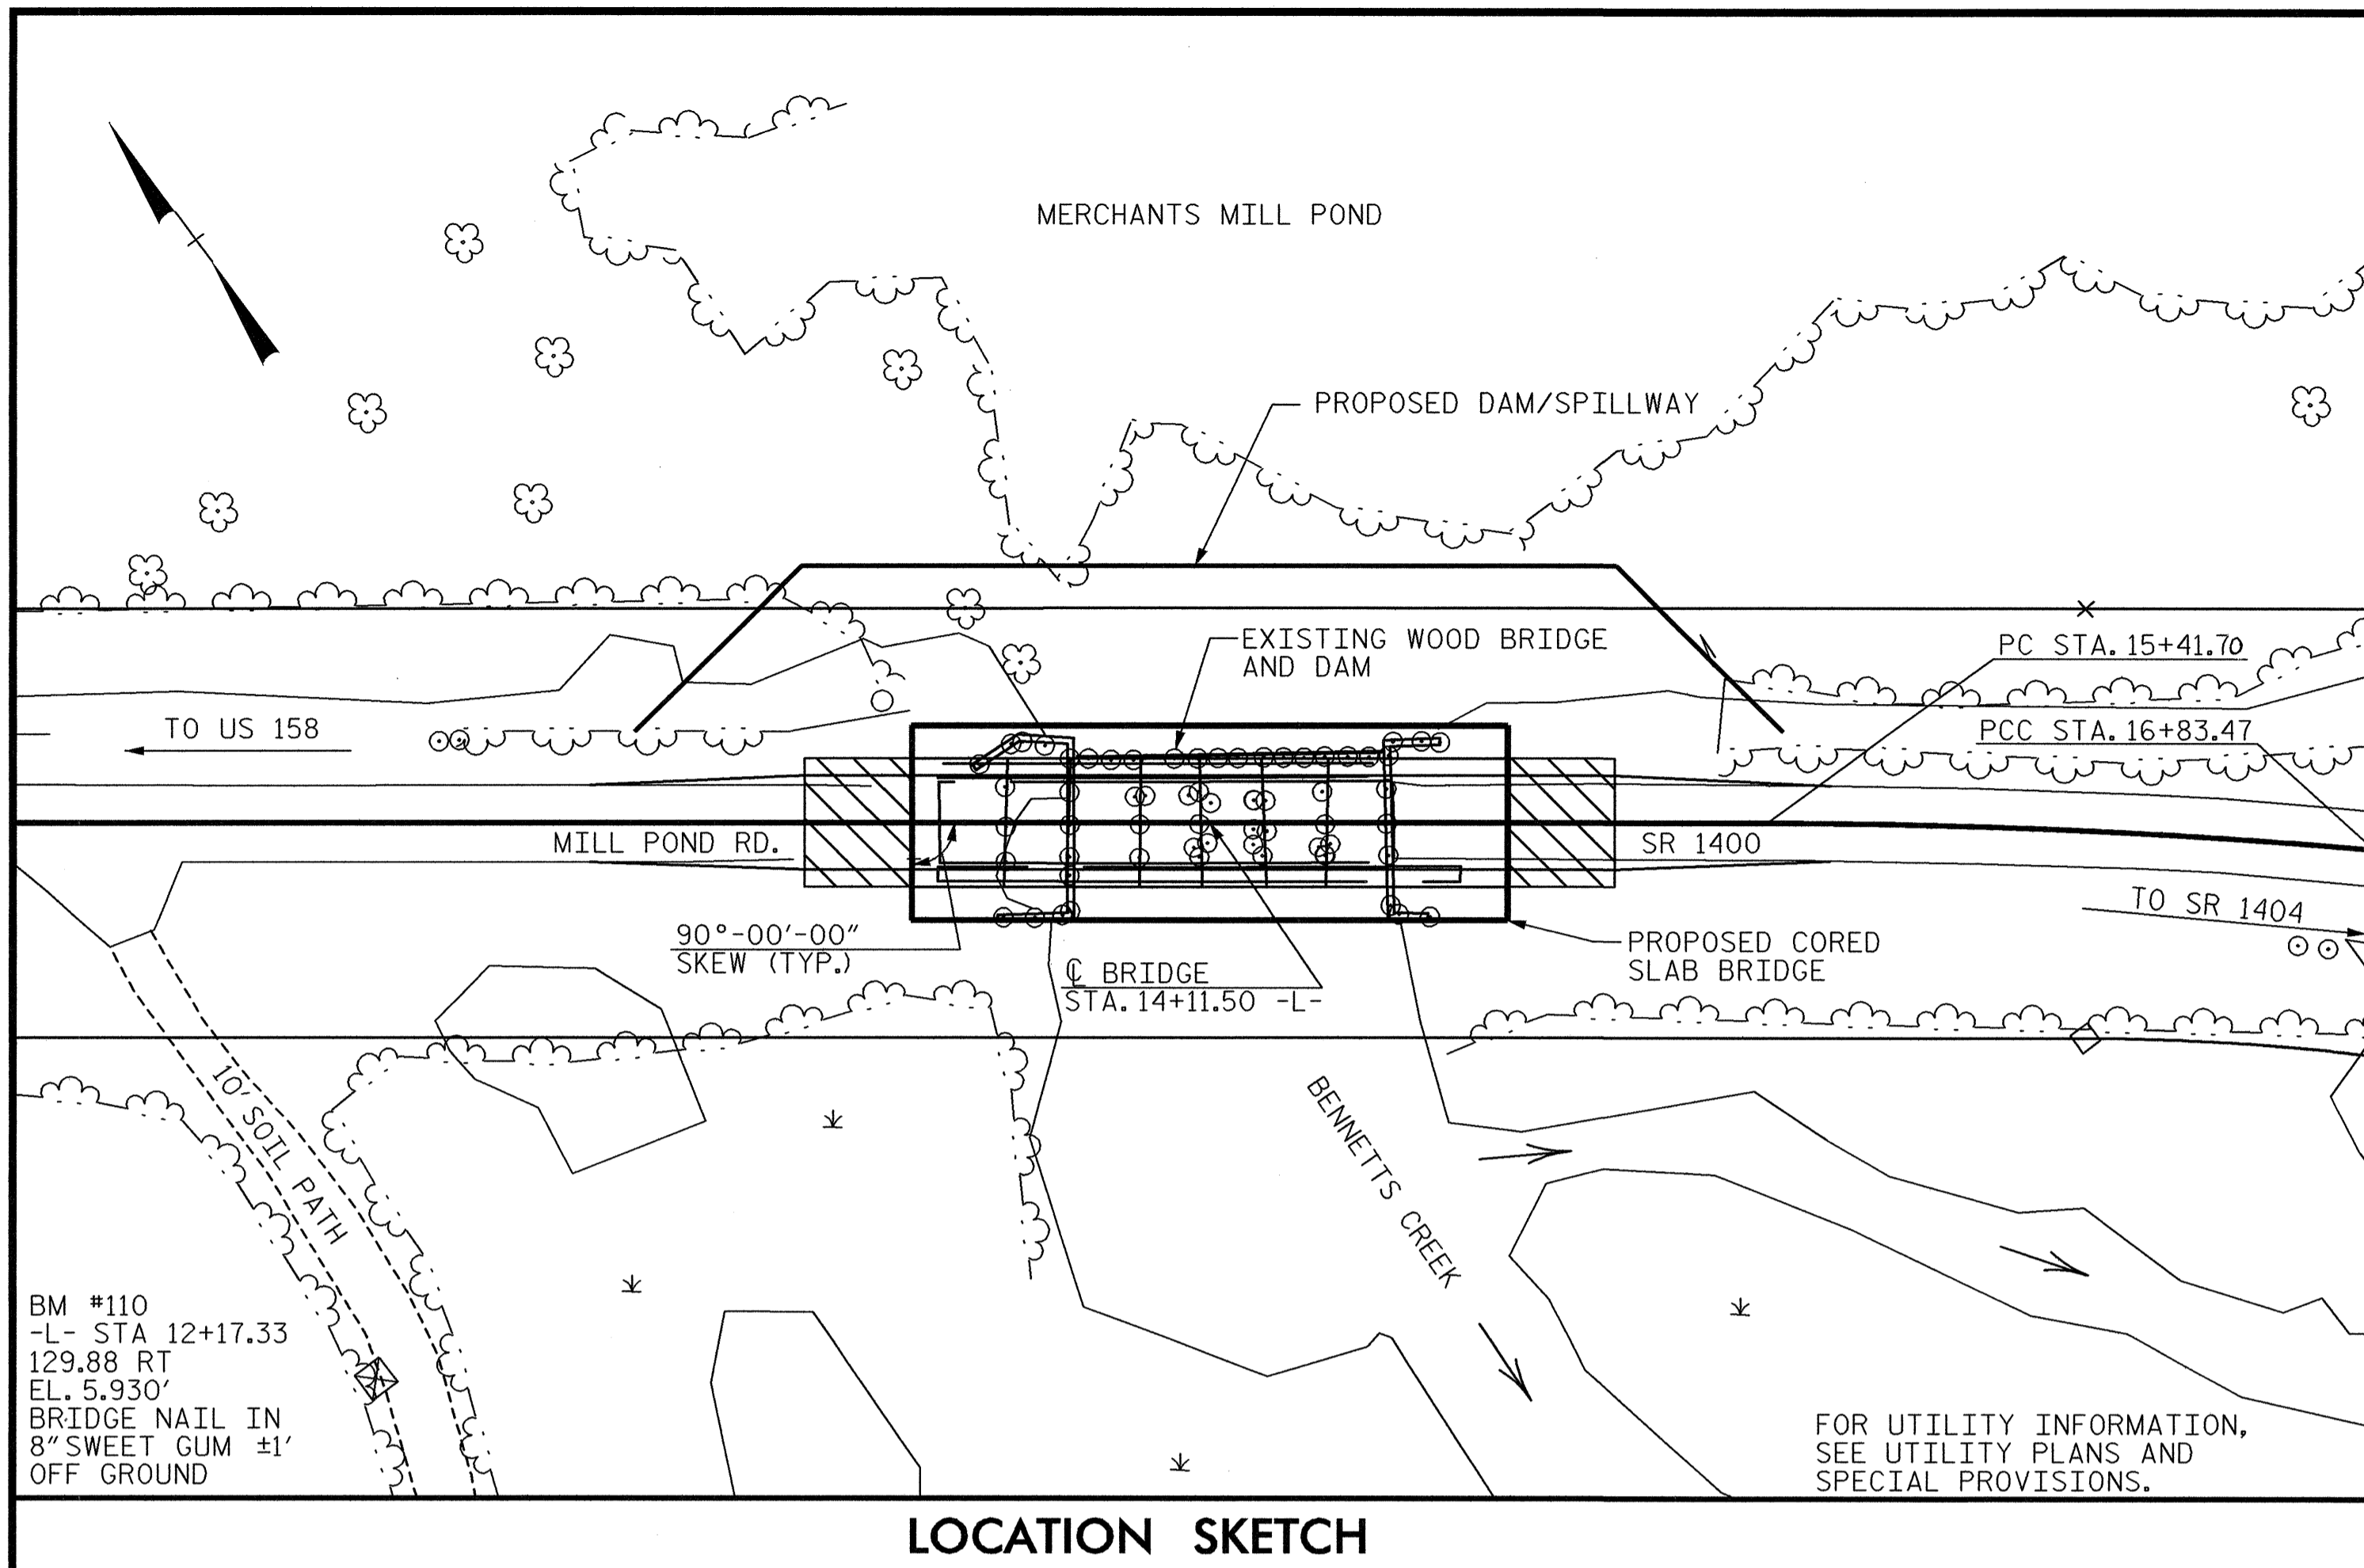 MERCHANTS MILL POND
PROPOSED DAM/SPILLWAY
EXISTING WOOD BRIDGE
AND DAM
PC STA. 15+41.70
TO US 158
PCC STA. 16+83.47
MILL POND RD.
SR 1400
TO SR 1404
90°-00'-00"
SKEW (TYP.)
℄ BRIDGE
STA. 14+11.50 -L-
PROPOSED CORED
SLAB BRIDGE
10' SOIL PATH
BENNETTS CREEK
BM #110
-L- STA 12+17.33
129.88 RT
EL. 5.930'
BRIDGE NAIL IN
8" SWEET GUM ±1'
OFF GROUND
FOR UTILITY INFORMATION,
SEE UTILITY PLANS AND
SPECIAL PROVISIONS.
LOCATION SKETCH